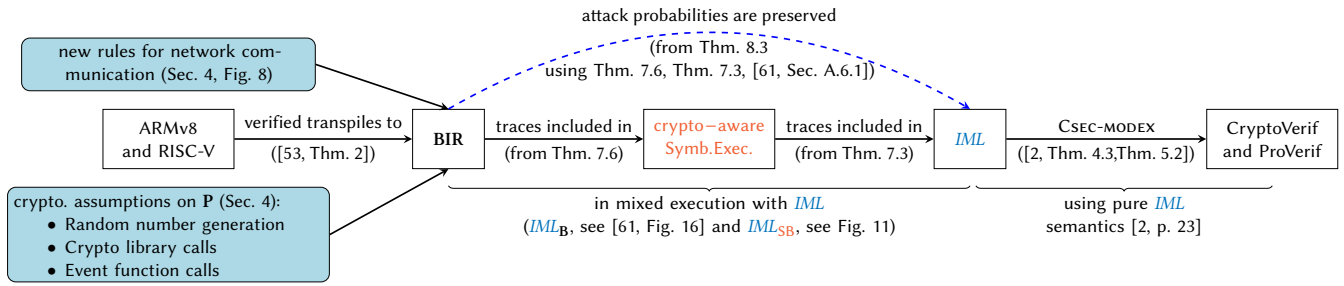 attack probabilities are preserved
(from Thm. 8.3
using Thm. 7.6, Thm. 7.3, [61, Sec. A.6.1])
new rules for network com-
munication (Sec. 4, Fig. 8)
ARMv8
and RISC-V
verified transpiles to
([53, Thm. 2])
BIR
traces included in
(from Thm. 7.6)
crypto−aware
Symb.Exec.
traces included in
(from Thm. 7.3)
IML
CSEC-MODEX
([2, Thm. 4.3,Thm. 5.2])
CryptoVerif
and ProVerif
crypto. assumptions on P (Sec. 4):
• Random number generation
• Crypto library calls
• Event function calls
in mixed execution with IML
(IML_B, see [61, Fig. 16] and IML_SB, see Fig. 11)
using pure IML
semantics [2, p. 23]